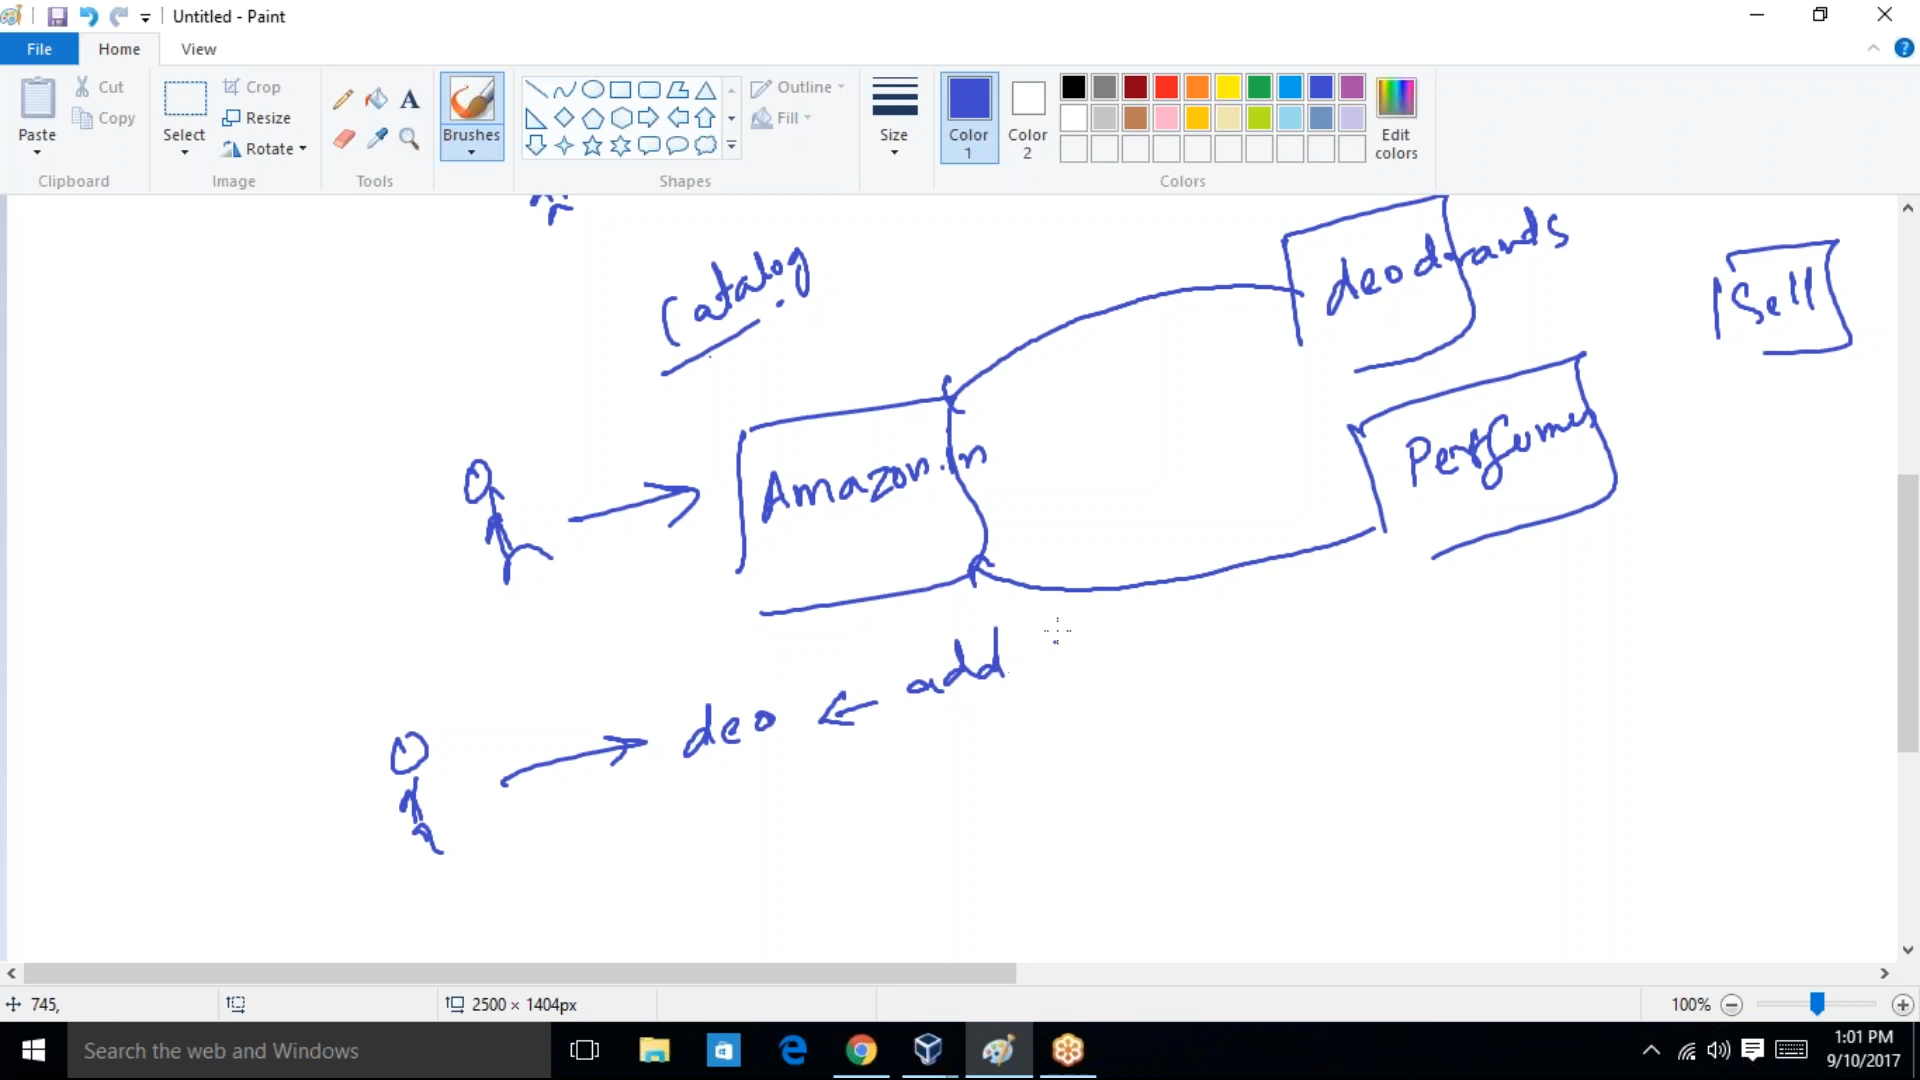 Untitled - Paint
File Home View
Cut
Copy
Paste
Clipboard
Crop
Resize
Rotate
Select
Image
Tools
Brushes
Shapes
Outline
Fill
Size
Color 1
Color 2
Edit colors
Colors
catalog
deodrands
Sell
Amazon.in
Perfumes
deo ← add
745,
2500 × 1404px
100%
Search the web and Windows
1:01 PM
9/10/2017